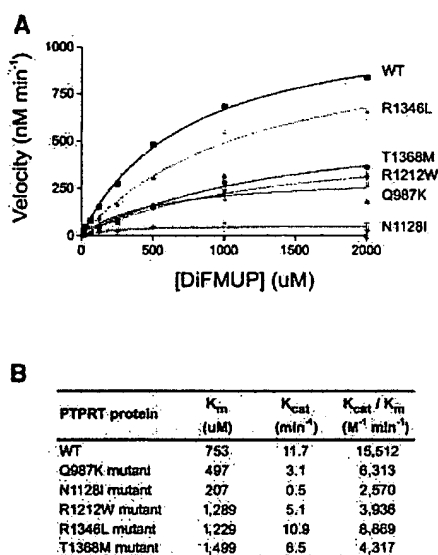 A
Velocity (nM min⁻¹)
1000
750
500
250
0
0 500 1000 1500 2000
[DiFMUP] (uM)
WT
R1346L
T1368M
R1212W
Q987K
N1128I
B
PTPRT protein Km (uM) Kcat (min⁻¹) Kcat / Km (M⁻¹ min⁻¹)
WT 753 11.7 15,512
Q987K mutant 497 3.1 6,313
N1128I mutant 207 0.5 2,570
R1212W mutant 1,289 5.1 3,936
R1346L mutant 1,229 10.9 8,869
T1368M mutant 1,499 6.5 4,317